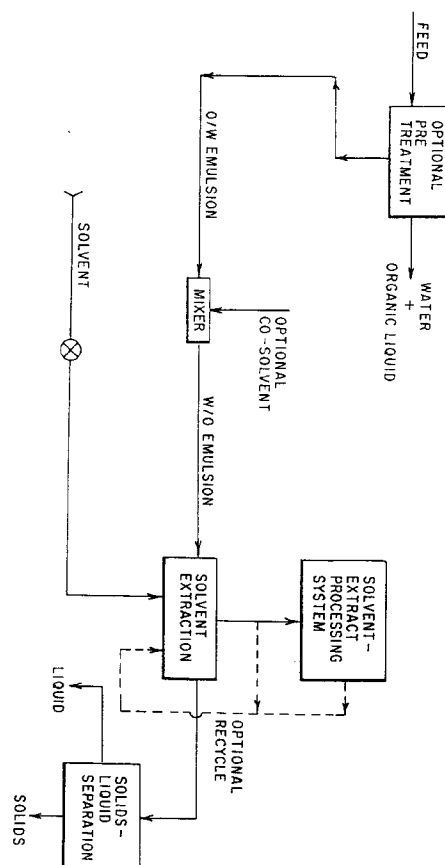 FEED
OPTIONAL
PRE
TREATMENT
WATER
+
ORGANIC LIQUID
O/W EMULSION
MIXER
OPTIONAL
CO-SOLVENT
W/O EMULSION
SOLVENT
SOLVENT
EXTRACTION
SOLVENT-
EXTRACT
PROCESSING
SYSTEM
OPTIONAL
RECYCLE
SOLIDS-
LIQUID
SEPARATION
LIQUID
SOLIDS